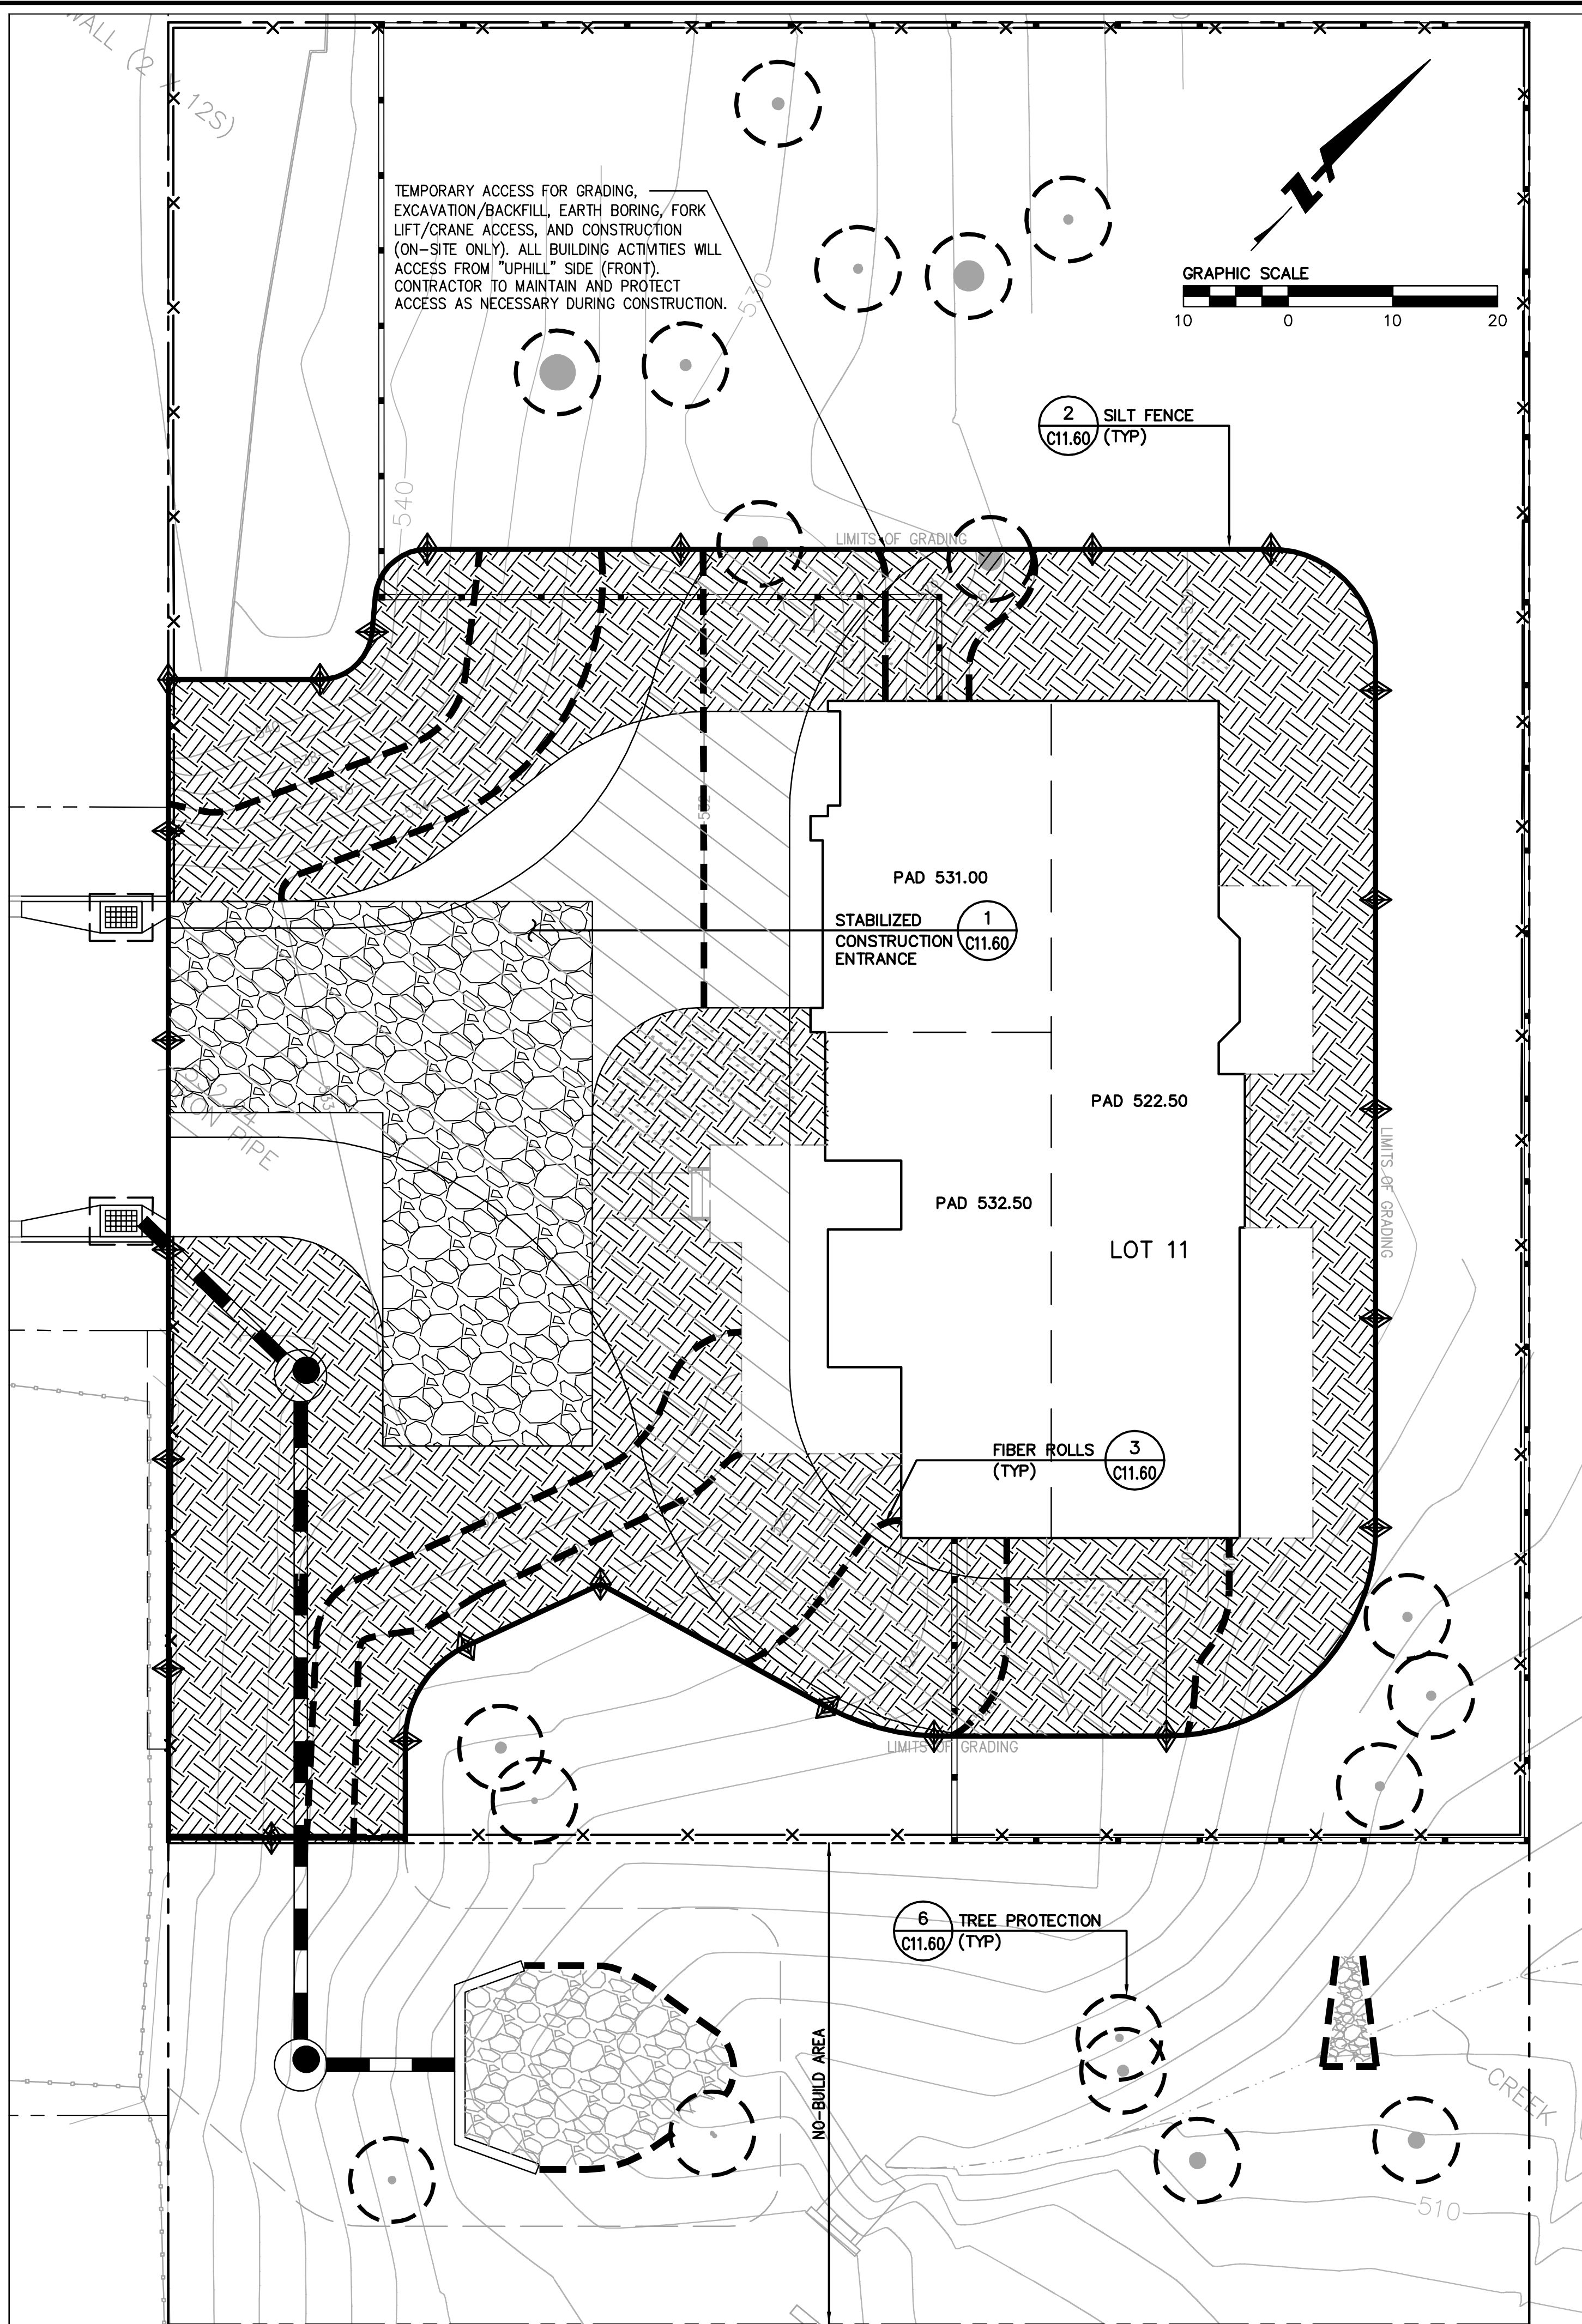 WALL (2
12S)
TEMPORARY ACCESS FOR GRADING,
EXCAVATION/BACKFILL, EARTH BORING, FORK
LIFT/CRANE ACCESS, AND CONSTRUCTION
(ON-SITE ONLY). ALL BUILDING ACTIVITIES WILL
ACCESS FROM "UPHILL" SIDE (FRONT).
CONTRACTOR TO MAINTAIN AND PROTECT
ACCESS AS NECESSARY DURING CONSTRUCTION.
530
N
GRAPHIC SCALE
10 0 10 20
2
C11.60
SILT FENCE
(TYP)
540
LIMITS OF GRADING
540
532
PAD 531.00
STABILIZED
CONSTRUCTION
ENTRANCE
1
C11.60
533
PIPE
PAD 522.50
PAD 532.50
LOT 11
LIMITS OF GRADING
FIBER ROLLS
(TYP)
3
C11.60
LIMITS OF GRADING
6
C11.60
TREE PROTECTION
(TYP)
NO-BUILD AREA
CREEK
510